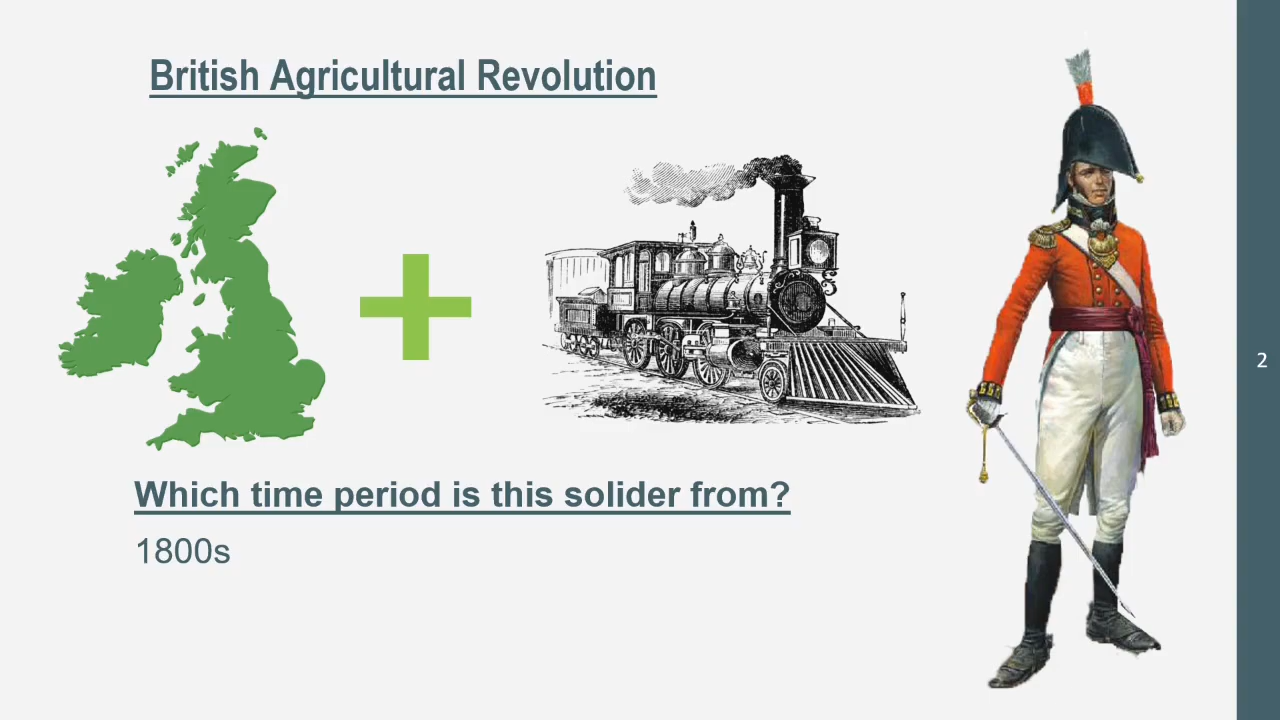 British Agricultural Revolution
2
Which time period is this solider from?
1800s